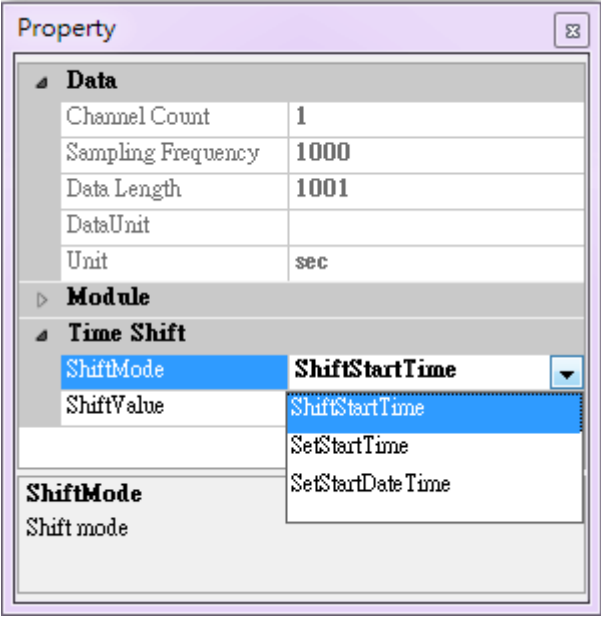 Property
Data
Channel Count 1
Sampling Frequency 1000
Data Length 1001
DataUnit
Unit sec
Module
Time Shift
ShiftMode ShiftStartTime
ShiftValue ShiftStartTime
SetStartTime
SetStartDateTime
ShiftMode
Shift mode